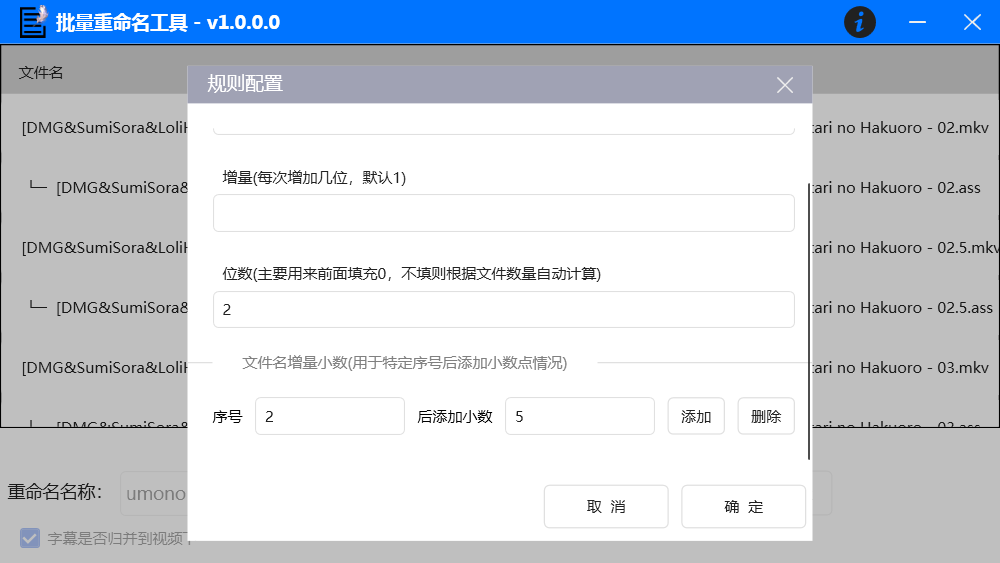 批量重命名工具 - v1.0.0.0
文件名
规则配置
[DMG&SumiSora&LoliH
tari no Hakuoro - 02.mkv
增量(每次增加几位，默认1)
[DMG&SumiSora&
tari no Hakuoro - 02.ass
[DMG&SumiSora&LoliH
tari no Hakuoro - 02.5.mkv
位数(主要用来前面填充0，不填则根据文件数量自动计算)
[DMG&SumiSora&
tari no Hakuoro - 02.5.ass
2
文件名增量小数(用于特定序号后添加小数点情况)
[DMG&SumiSora&LoliH
tari no Hakuoro - 03.mkv
序号 2 后添加小数 5 添加 删除
重命名名称： umono
取 消 确 定
字幕是否归并到视频